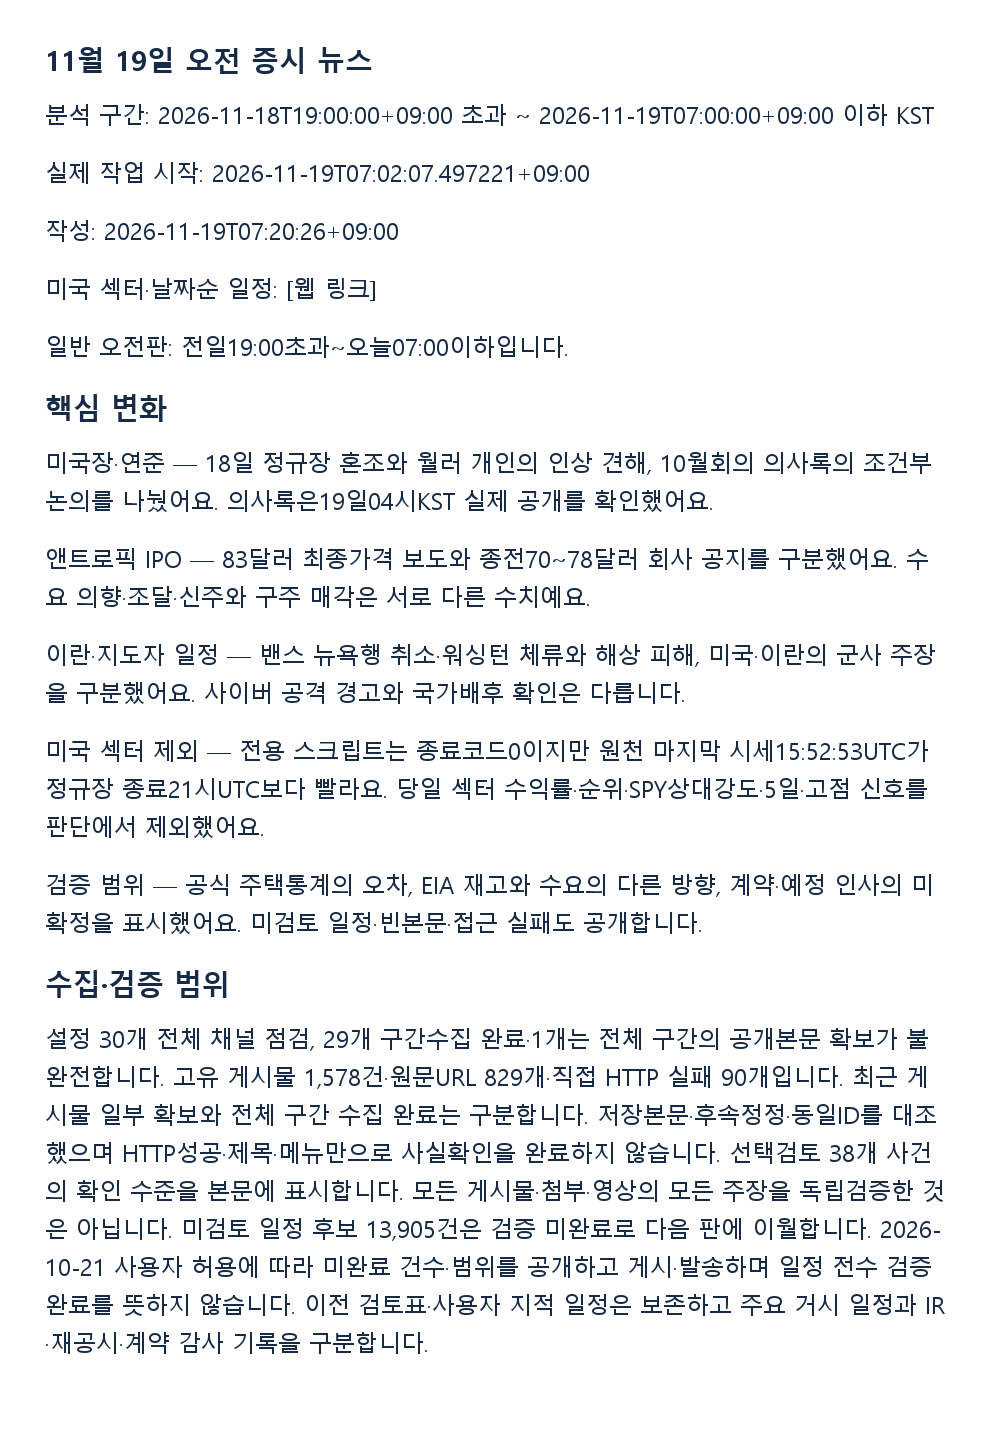 11월 19일 오전 증시 뉴스
분석 구간: 2026-11-18T19:00:00+09:00 초과 ~ 2026-11-19T07:00:00+09:00 이하 KST
실제 작업 시작: 2026-11-19T07:02:07.497221+09:00
작성: 2026-11-19T07:20:26+09:00
미국 섹터·날짜순 일정: [웹 링크]
일반 오전판: 전일19:00초과~오늘07:00이하입니다.
핵심 변화
미국장·연준 — 18일 정규장 혼조와 월러 개인의 인상 견해, 10월회의 의사록의 조건부
논의를 나눴어요. 의사록은19일04시KST 실제 공개를 확인했어요.
앤트로픽 IPO — 83달러 최종가격 보도와 종전70~78달러 회사 공지를 구분했어요. 수
요 의향·조달·신주와 구주 매각은 서로 다른 수치예요.
이란·지도자 일정 — 밴스 뉴욕행 취소·워싱턴 체류와 해상 피해, 미국·이란의 군사 주장
을 구분했어요. 사이버 공격 경고와 국가배후 확인은 다릅니다.
미국 섹터 제외 — 전용 스크립트는 종료코드0이지만 원천 마지막 시세15:52:53UTC가
정규장 종료21시UTC보다 빨라요. 당일 섹터 수익률·순위·SPY상대강도·5일·고점 신호를
판단에서 제외했어요.
검증 범위 — 공식 주택통계의 오차, EIA 재고와 수요의 다른 방향, 계약·예정 인사의 미
확정을 표시했어요. 미검토 일정·빈본문·접근 실패도 공개합니다.
수집·검증 범위
설정 30개 전체 채널 점검, 29개 구간수집 완료·1개는 전체 구간의 공개본문 확보가 불
완전합니다. 고유 게시물 1,578건·원문URL 829개·직접 HTTP 실패 90개입니다. 최근 게
시물 일부 확보와 전체 구간 수집 완료는 구분합니다. 저장본문·후속정정·동일ID를 대조
했으며 HTTP성공·제목·메뉴만으로 사실확인을 완료하지 않습니다. 선택검토 38개 사건
의 확인 수준을 본문에 표시합니다. 모든 게시물·첨부·영상의 모든 주장을 독립검증한 것
은 아닙니다. 미검토 일정 후보 13,905건은 검증 미완료로 다음 판에 이월합니다. 2026-
10-21 사용자 허용에 따라 미완료 건수·범위를 공개하고 게시·발송하며 일정 전수 검증
완료를 뜻하지 않습니다. 이전 검토표·사용자 지적 일정은 보존하고 주요 거시 일정과 IR
·재공시·계약 감사 기록을 구분합니다.